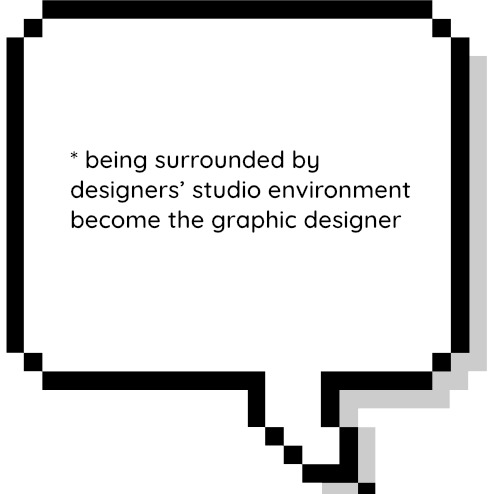 * being surrounded by
designers’ studio environment
become the graphic designer